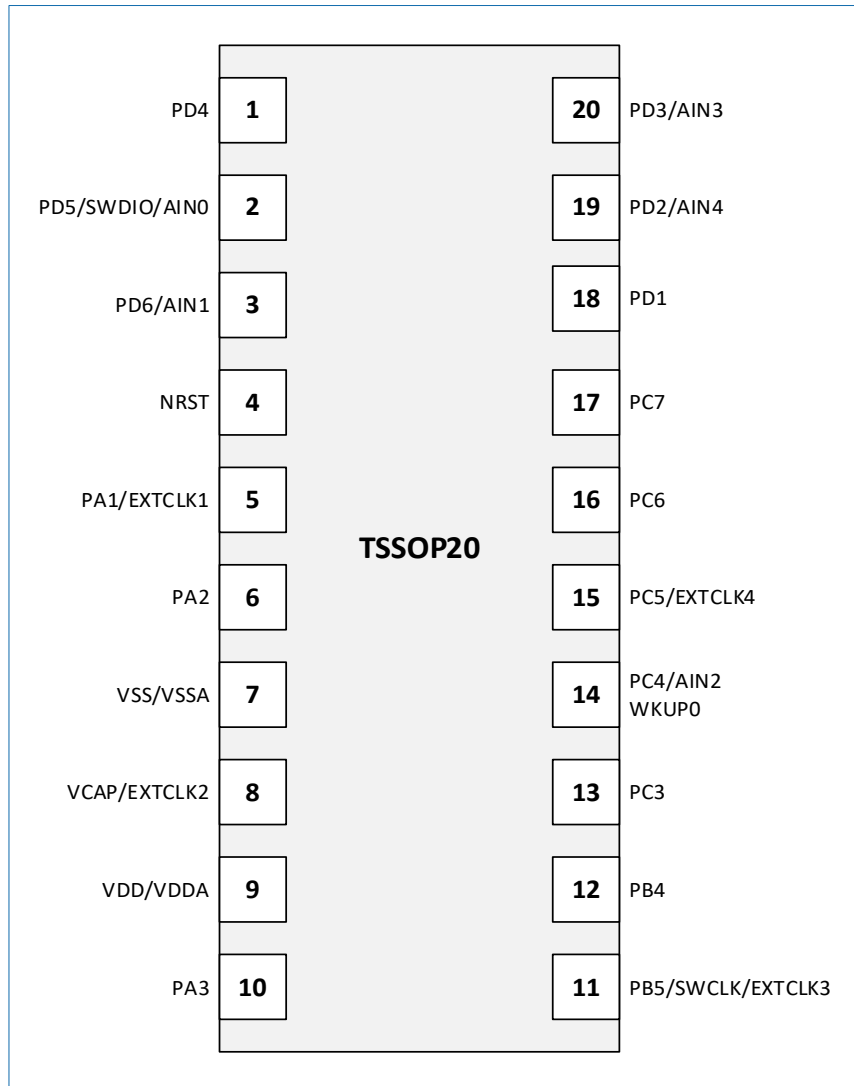 PD4 1 20 PD3/AIN3
PD5/SWDIO/AIN0 2 19 PD2/AIN4
PD6/AIN1 3 18 PD1
NRST 4 17 PC7
PA1/EXTCLK1 5 16 PC6
TSSOP20
PA2 6 15 PC5/EXTCLK4
VSS/VSSA 7 14 PC4/AIN2
WKUP0
VCAP/EXTCLK2 8 13 PC3
VDD/VDDA 9 12 PB4
PA3 10 11 PB5/SWCLK/EXTCLK3